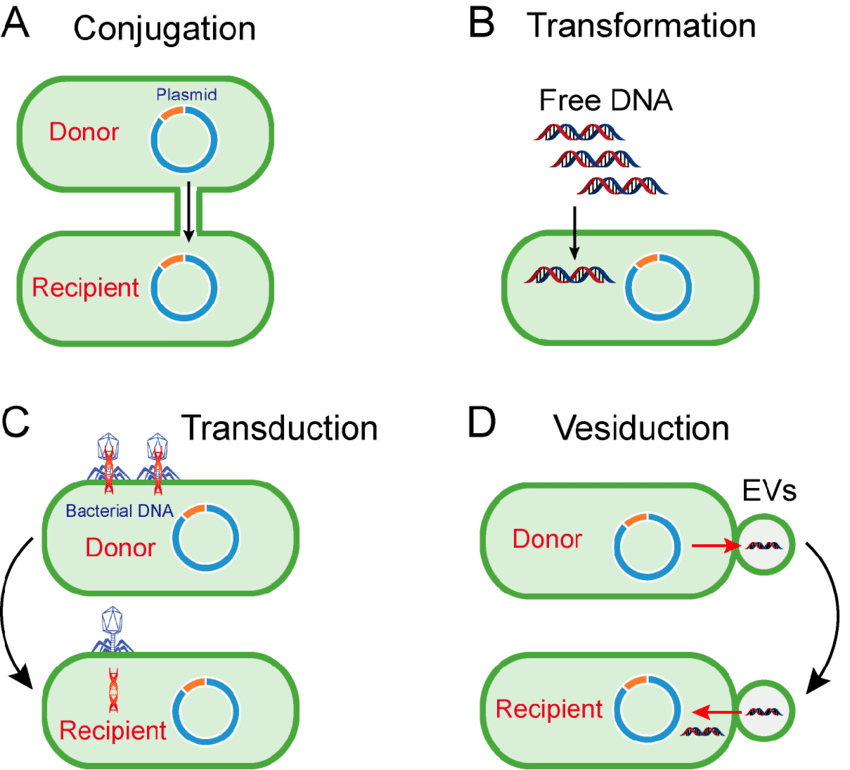 A
Conjugation
Plasmid
Donor
Recipient
B
Transformation
Free DNA
C
Transduction
Bacterial DNA
Donor
Recipient
D
Vesiduction
EVs
Donor
Recipient